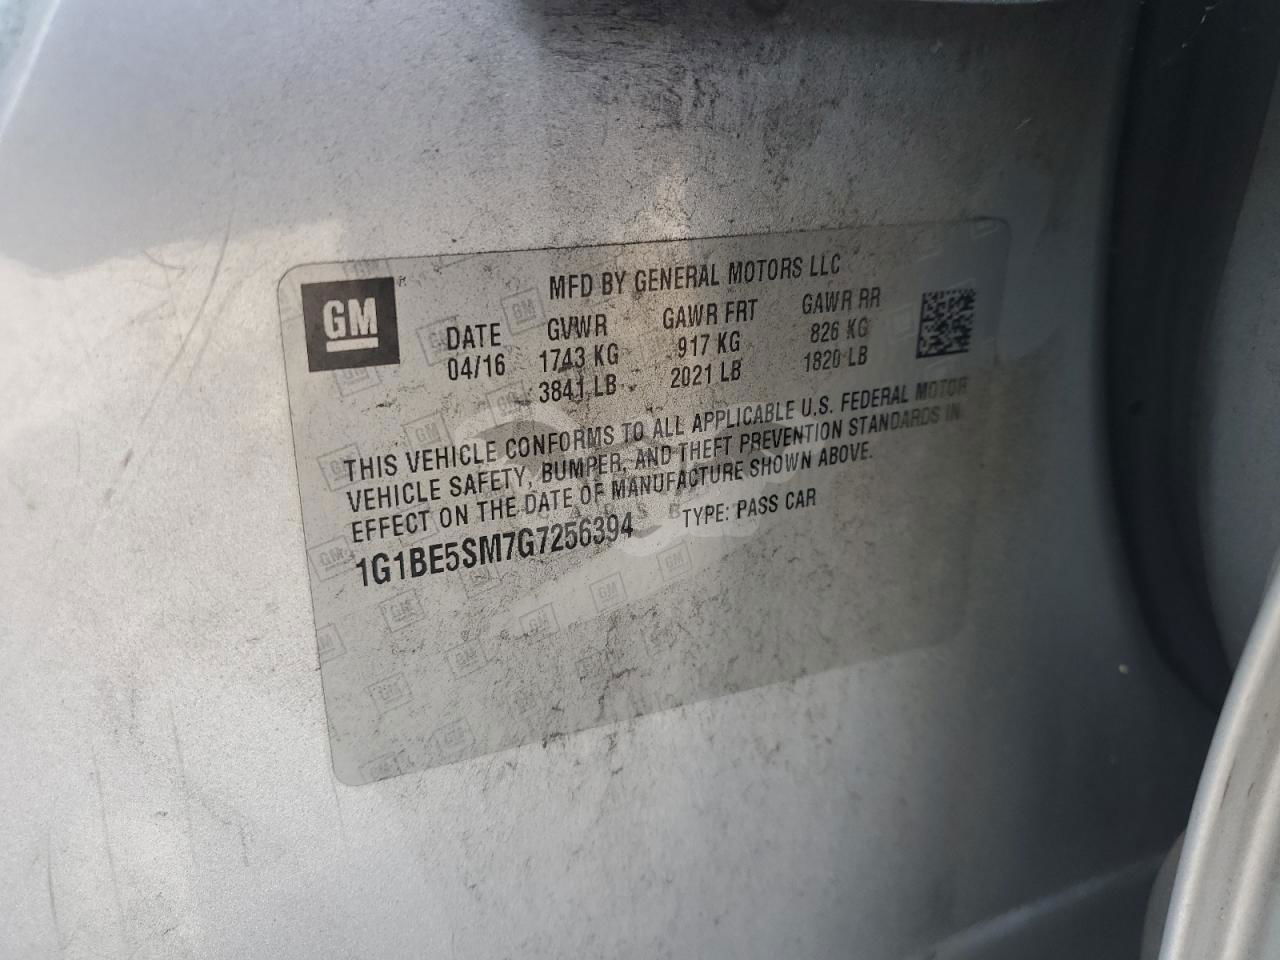 GM
MFD BY GENERAL MOTORS LLC
DATE GVWR GAWR FRT GAWR RR
04/16 1743 KG 917 KG 826 KG
3841 LB 2021 LB 1820 LB
THIS VEHICLE CONFORMS TO ALL APPLICABLE U.S. FEDERAL MOTOR
VEHICLE SAFETY, BUMPER, AND THEFT PREVENTION STANDARDS IN
EFFECT ON THE DATE OF MANUFACTURE SHOWN ABOVE.
1G1BE5SM7G7256394 TYPE: PASS CAR